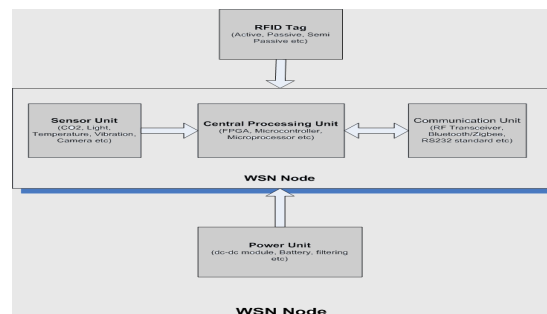 RFID Tag
(Active, Passive, Semi
Passive etc)
Sensor Unit
(CO2, Light,
Temperature, Vibration,
Camera etc)
Central Processing Unit
(FPGA, Microcontroller,
Microprocessor etc)
Communication Unit
(RF Transceiver,
Bluetooth/Zigbee,
RS232 standard etc)
WSN Node
Power Unit
(dc-dc module, Battery, filtering
etc)
WSN Node